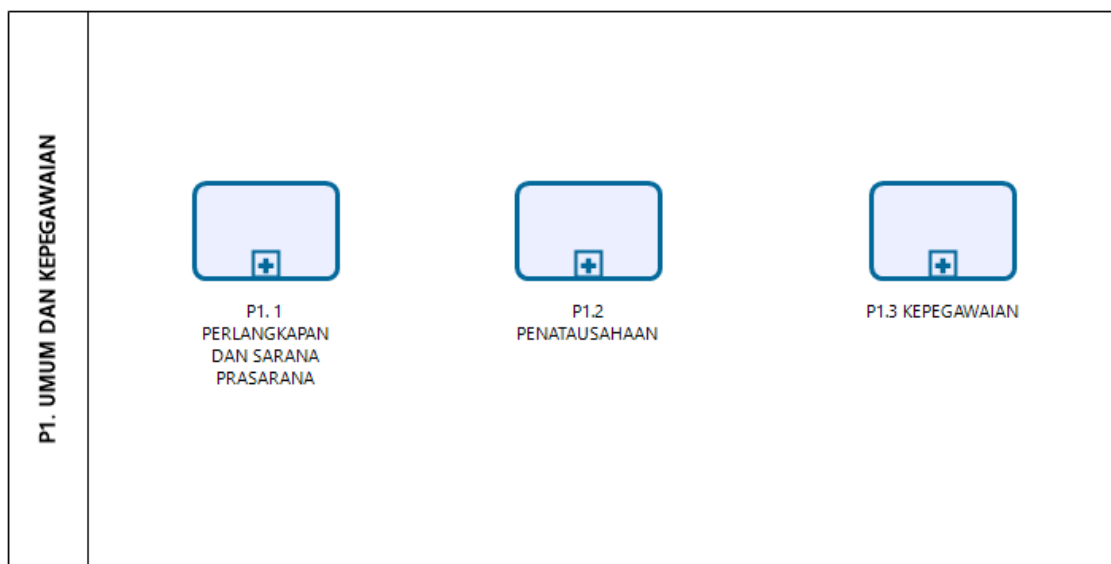 P1. UMUM DAN KEPEGAWAIAN
P1. 1
PERLANGKAPAN
DAN SARANA
PRASARANA
P1.2
PENATAUSAHAAN
P1.3 KEPEGAWAIAN